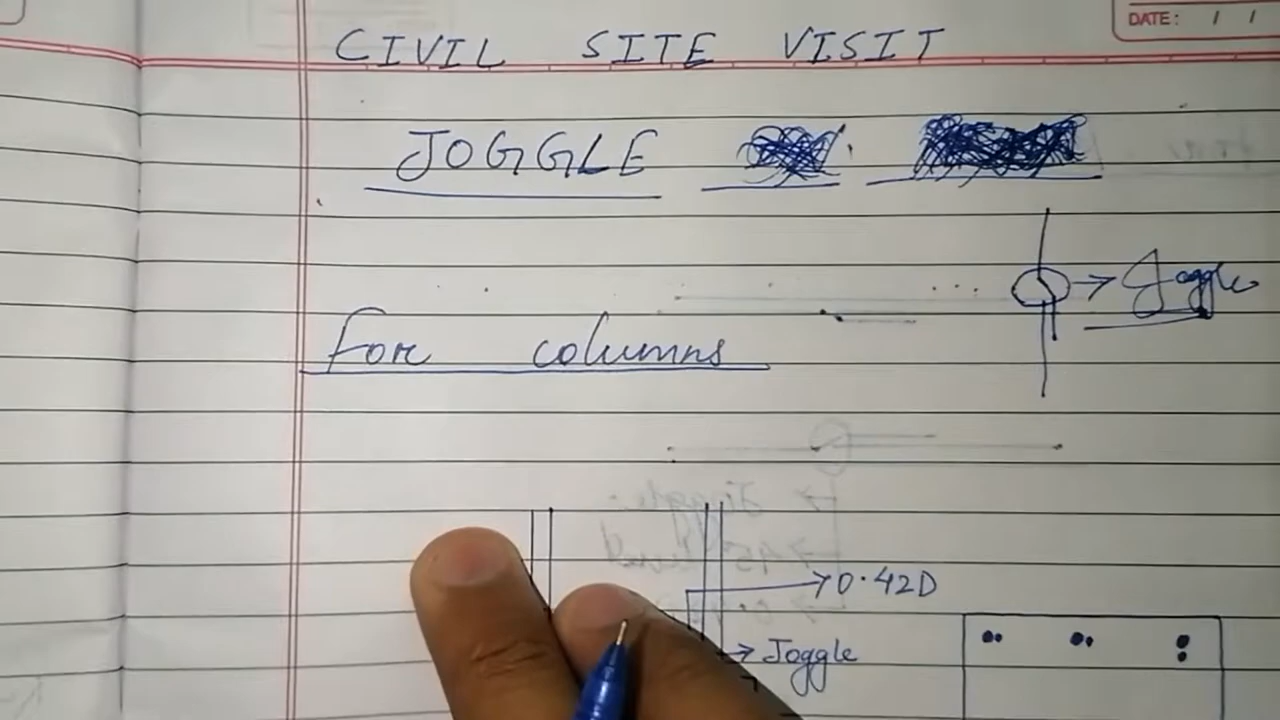 DATE: / /
CIVIL SITE VISIT
JOGGLE
→ Joggle
For columns
→ 0.42D
→ Joggle